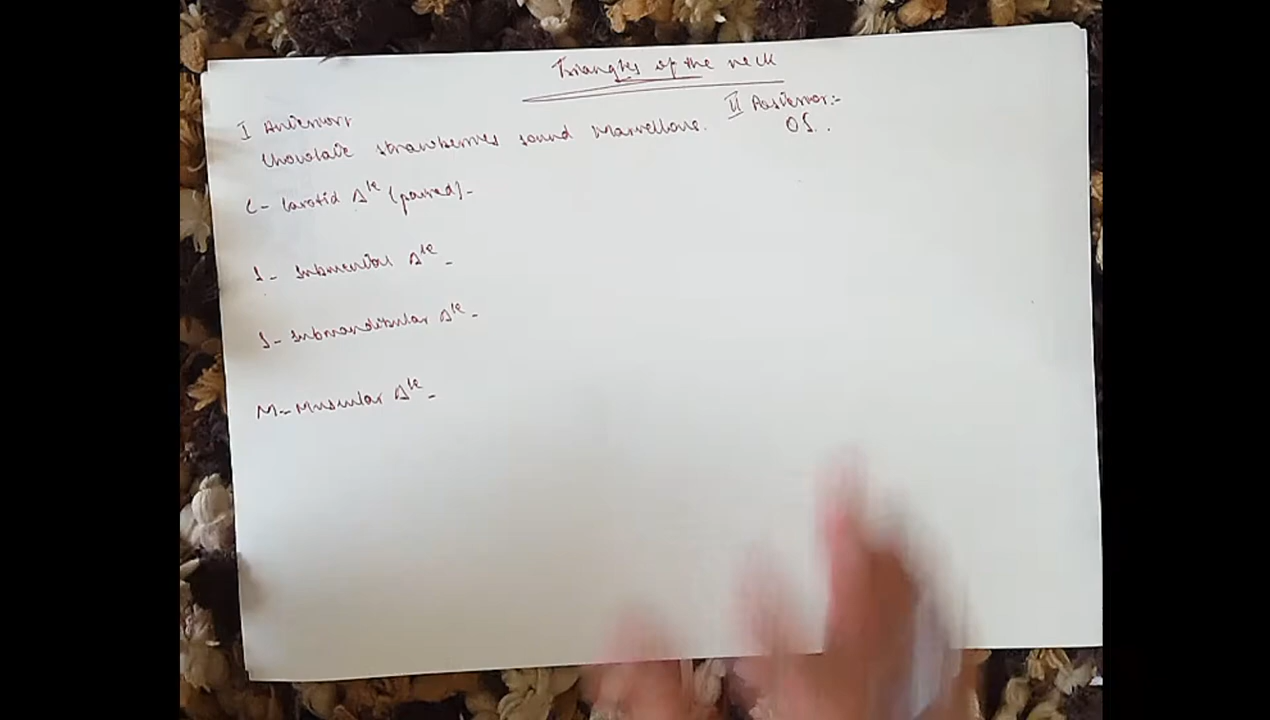 Triangles of the neck
I Anterior
Chocolate strawberries sound Marvellous.
C- Carotid Δle (paired)-
S- Submental Δle -
S- Submandibular Δle -
M- Muscular Δle -
II Posterior:-
OS..